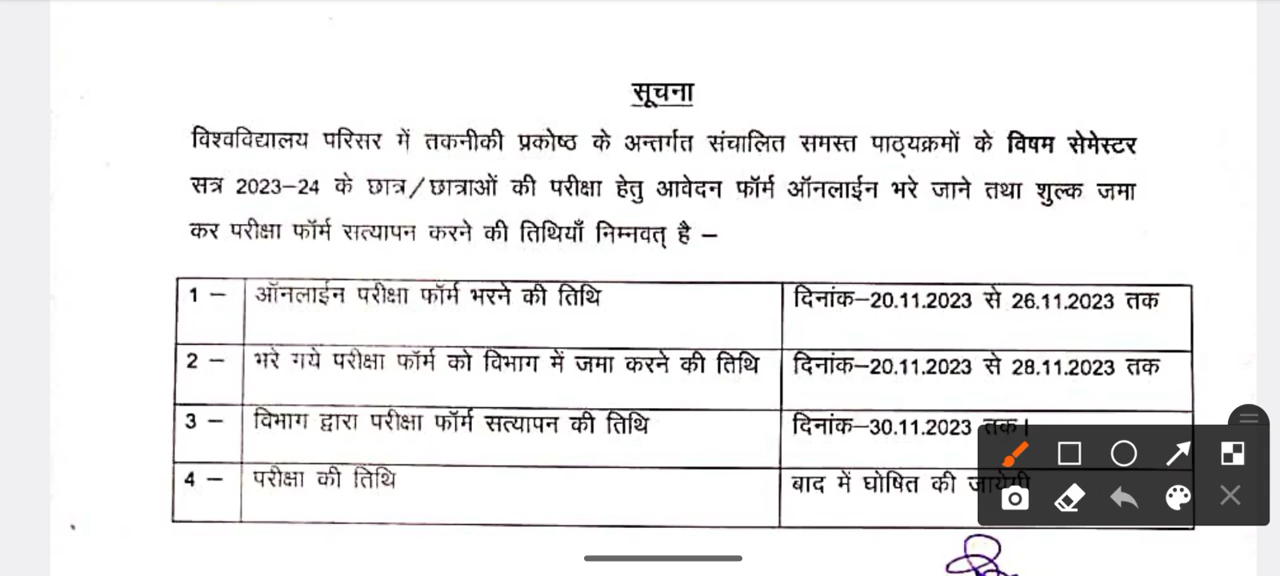 सूचना
विश्वविद्यालय परिसर में तकनीकी प्रकोष्ठ के अन्तर्गत संचालित समस्त पाठ्यक्रमों के विषम सेमेस्टर
सत्र 2023–24 के छात्र/छात्राओं की परीक्षा हेतु आवेदन फॉर्म ऑनलाईन भरे जाने तथा शुल्क जमा
कर परीक्षा फॉर्म सत्यापन करने की तिथियाँ निम्नवत् है –
1 – ऑनलाईन परीक्षा फॉर्म भरने की तिथि दिनांक–20.11.2023 से 26.11.2023 तक
2 – भरे गये परीक्षा फॉर्म को विभाग में जमा करने की तिथि दिनांक–20.11.2023 से 28.11.2023 तक
3 – विभाग द्वारा परीक्षा फॉर्म सत्यापन की तिथि दिनांक–30.11.2023 तक।
4 – परीक्षा की तिथि बाद में घोषित की जायेगी